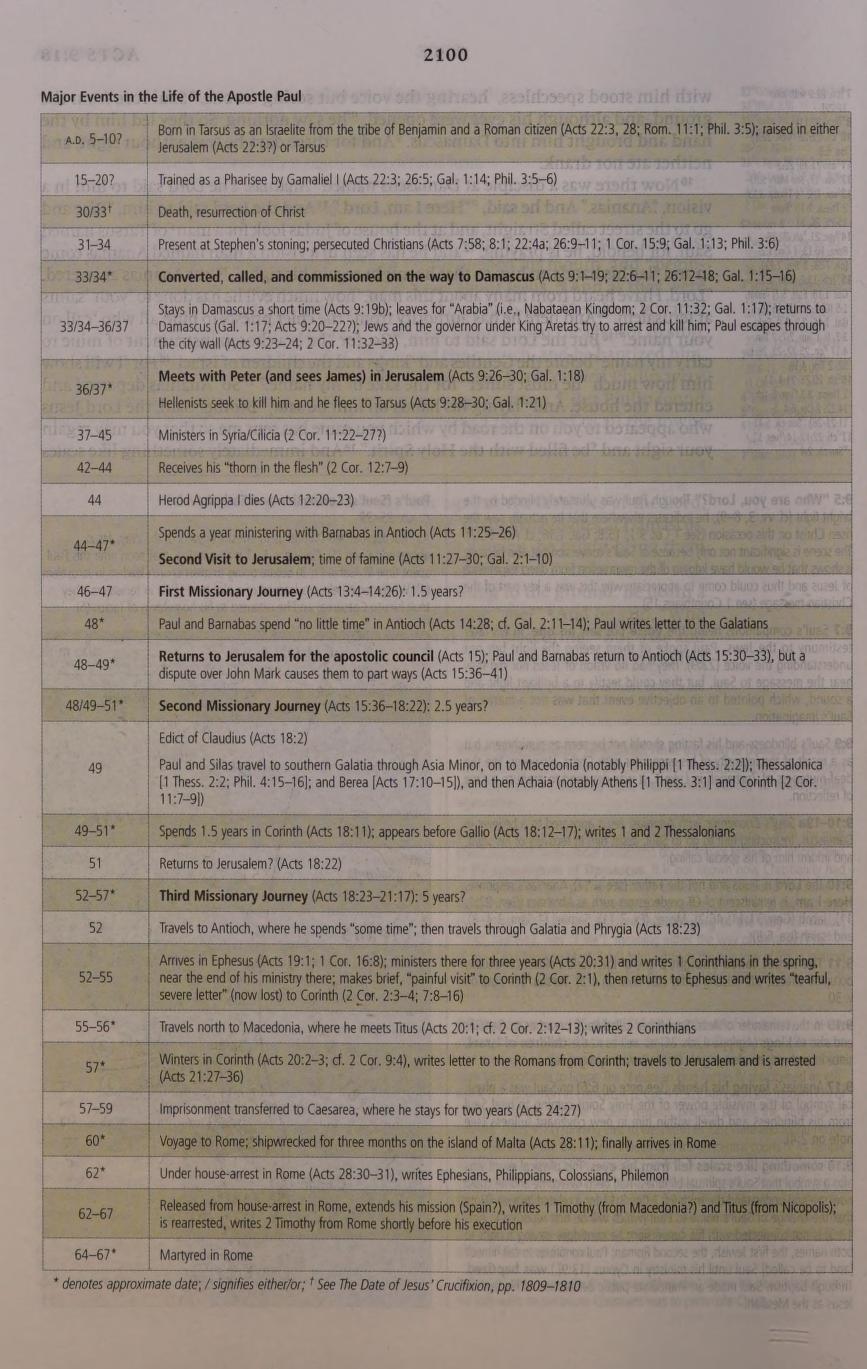 2100
Major Events in the Life of the Apostle Paul
A.D. 5–10? Born in Tarsus as an Israelite from the tribe of Benjamin and a Roman citizen (Acts 22:3, 28; Rom. 11:1; Phil. 3:5); raised in either
Jerusalem (Acts 22:3?) or Tarsus
15–20? Trained as a Pharisee by Gamaliel I (Acts 22:3; 26:5; Gal. 1:14; Phil. 3:5–6)
30/33† Death, resurrection of Christ
31–34 Present at Stephen's stoning; persecuted Christians (Acts 7:58; 8:1; 22:4a; 26:9–11; 1 Cor. 15:9; Gal. 1:13; Phil. 3:6)
33/34* Converted, called, and commissioned on the way to Damascus (Acts 9:1–19; 22:6–11; 26:12–18; Gal. 1:15–16)
33/34–36/37 Stays in Damascus a short time (Acts 9:19b); leaves for "Arabia" (i.e., Nabataean Kingdom; 2 Cor. 11:32; Gal. 1:17); returns to
Damascus (Gal. 1:17; Acts 9:20–22?); Jews and the governor under King Aretas try to arrest and kill him; Paul escapes through
the city wall (Acts 9:23–24; 2 Cor. 11:32–33)
36/37* Meets with Peter (and sees James) in Jerusalem (Acts 9:26–30; Gal. 1:18)
Hellenists seek to kill him and he flees to Tarsus (Acts 9:28–30; Gal. 1:21)
37–45 Ministers in Syria/Cilicia (2 Cor. 11:22–27?)
42–44 Receives his "thorn in the flesh" (2 Cor. 12:7–9)
44 Herod Agrippa I dies (Acts 12:20–23)
44–47* Spends a year ministering with Barnabas in Antioch (Acts 11:25–26)
Second Visit to Jerusalem; time of famine (Acts 11:27–30; Gal. 2:1–10)
46–47 First Missionary Journey (Acts 13:4–14:26): 1.5 years?
48* Paul and Barnabas spend "no little time" in Antioch (Acts 14:28; cf. Gal. 2:11–14); Paul writes letter to the Galatians
48–49* Returns to Jerusalem for the apostolic council (Acts 15); Paul and Barnabas return to Antioch (Acts 15:30–33), but a
dispute over John Mark causes them to part ways (Acts 15:36–41)
48/49–51* Second Missionary Journey (Acts 15:36–18:22): 2.5 years?
49 Edict of Claudius (Acts 18:2)
Paul and Silas travel to southern Galatia through Asia Minor, on to Macedonia (notably Philippi [1 Thess. 2:2]); Thessalonica
[1 Thess. 2:2; Phil. 4:15–16]; and Berea [Acts 17:10–15]), and then Achaia (notably Athens [1 Thess. 3:1] and Corinth [2 Cor.
11:7–9])
49–51* Spends 1.5 years in Corinth (Acts 18:11); appears before Gallio (Acts 18:12–17); writes 1 and 2 Thessalonians
51 Returns to Jerusalem? (Acts 18:22)
52–57* Third Missionary Journey (Acts 18:23–21:17): 5 years?
52 Travels to Antioch, where he spends "some time"; then travels through Galatia and Phrygia (Acts 18:23)
52–55 Arrives in Ephesus (Acts 19:1; 1 Cor. 16:8); ministers there for three years (Acts 20:31) and writes 1 Corinthians in the spring,
near the end of his ministry there; makes brief, "painful visit" to Corinth (2 Cor. 2:1), then returns to Ephesus and writes "tearful,
severe letter" (now lost) to Corinth (2 Cor. 2:3–4; 7:8–16)
55–56* Travels north to Macedonia, where he meets Titus (Acts 20:1; cf. 2 Cor. 2:12–13); writes 2 Corinthians
57* Winters in Corinth (Acts 20:2–3; cf. 2 Cor. 9:4), writes letter to the Romans from Corinth; travels to Jerusalem and is arrested
(Acts 21:27–36)
57–59 Imprisonment transferred to Caesarea, where he stays for two years (Acts 24:27)
60* Voyage to Rome; shipwrecked for three months on the island of Malta (Acts 28:11); finally arrives in Rome
62* Under house-arrest in Rome (Acts 28:30–31), writes Ephesians, Philippians, Colossians, Philemon
62–67 Released from house-arrest in Rome, extends his mission (Spain?), writes 1 Timothy (from Macedonia?) and Titus (from Nicopolis);
is rearrested, writes 2 Timothy from Rome shortly before his execution
64–67* Martyred in Rome
* denotes approximate date; / signifies either/or; † See The Date of Jesus' Crucifixion, pp. 1809–1810